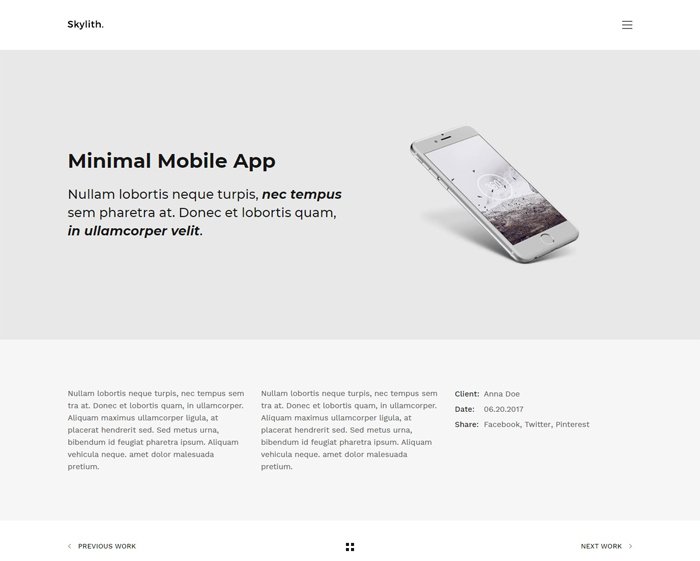 Skylith.
Minimal Mobile App
Nullam lobortis neque turpis, nec tempus
sem pharetra at. Donec et lobortis quam,
in ullamcorper velit.
Nullam lobortis neque turpis, nec tempus sem
tra at. Donec et lobortis quam, in ullamcorper.
Aliquam maximus ullamcorper ligula, at
placerat hendrerit sed. Sed metus urna,
bibendum id feugiat pharetra ipsum. Aliquam
vehicula neque. amet dolor malesuada
pretium.
Nullam lobortis neque turpis, nec tempus sem
tra at. Donec et lobortis quam, in ullamcorper.
Aliquam maximus ullamcorper ligula, at
placerat hendrerit sed. Sed metus urna,
bibendum id feugiat pharetra ipsum. Aliquam
vehicula neque. amet dolor malesuada
pretium.
Client: Anna Doe
Date: 06.20.2017
Share: Facebook, Twitter, Pinterest
PREVIOUS WORK
NEXT WORK